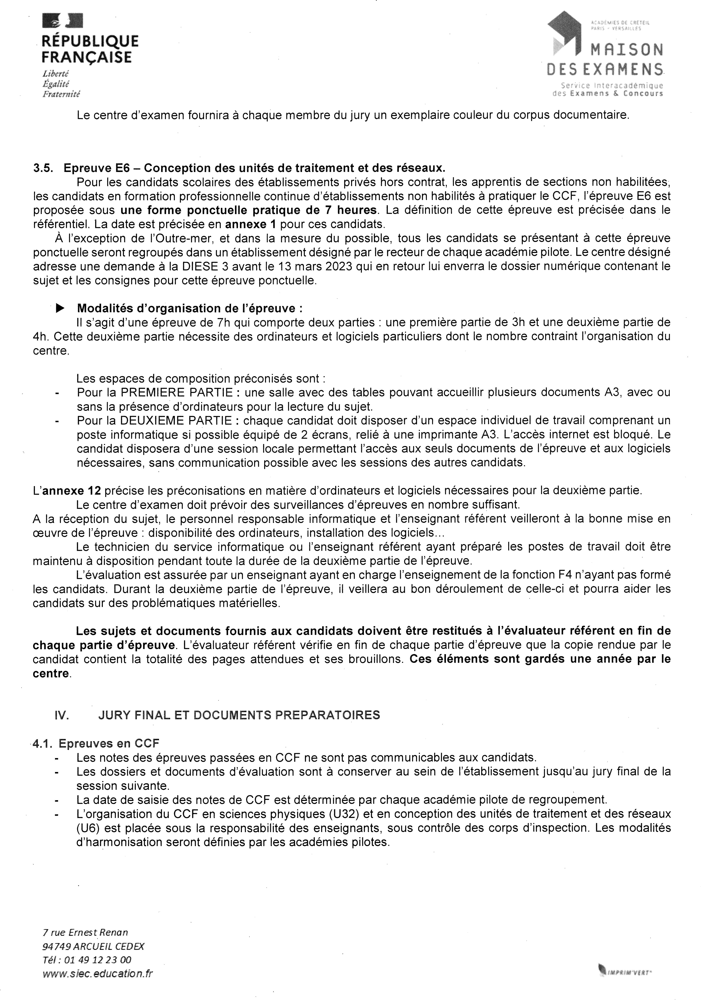 RÉPUBLIQUE
FRANÇAISE
Liberté
Égalité
Fraternité
ACADÉMIES DE CRÉTEIL
PARIS - VERSAILLES
MAISON
DES EXAMENS
Service Interacadémique
des Examens & Concours
Le centre d'examen fournira à chaque membre du jury un exemplaire couleur du corpus documentaire.
3.5. Epreuve E6 – Conception des unités de traitement et des réseaux.
Pour les candidats scolaires des établissements privés hors contrat, les apprentis de sections non habilitées,
les candidats en formation professionnelle continue d'établissements non habilités à pratiquer le CCF, l'épreuve E6 est
proposée sous une forme ponctuelle pratique de 7 heures. La définition de cette épreuve est précisée dans le
référentiel. La date est précisée en annexe 1 pour ces candidats.
À l'exception de l'Outre-mer, et dans la mesure du possible, tous les candidats se présentant à cette épreuve
ponctuelle seront regroupés dans un établissement désigné par le recteur de chaque académie pilote. Le centre désigné
adresse une demande à la DIESE 3 avant le 13 mars 2023 qui en retour lui enverra le dossier numérique contenant le
sujet et les consignes pour cette épreuve ponctuelle.
▶ Modalités d'organisation de l'épreuve :
Il s'agit d'une épreuve de 7h qui comporte deux parties : une première partie de 3h et une deuxième partie de
4h. Cette deuxième partie nécessite des ordinateurs et logiciels particuliers dont le nombre contraint l'organisation du
centre.
Les espaces de composition préconisés sont :
- Pour la PREMIERE PARTIE : une salle avec des tables pouvant accueillir plusieurs documents A3, avec ou
sans la présence d'ordinateurs pour la lecture du sujet.
- Pour la DEUXIEME PARTIE : chaque candidat doit disposer d'un espace individuel de travail comprenant un
poste informatique si possible équipé de 2 écrans, relié à une imprimante A3. L'accès internet est bloqué. Le
candidat disposera d'une session locale permettant l'accès aux seuls documents de l'épreuve et aux logiciels
nécessaires, sans communication possible avec les sessions des autres candidats.
L'annexe 12 précise les préconisations en matière d'ordinateurs et logiciels nécessaires pour la deuxième partie.
Le centre d'examen doit prévoir des surveillances d'épreuves en nombre suffisant.
A la réception du sujet, le personnel responsable informatique et l'enseignant référent veilleront à la bonne mise en
œuvre de l'épreuve : disponibilité des ordinateurs, installation des logiciels...
Le technicien du service informatique ou l'enseignant référent ayant préparé les postes de travail doit être
maintenu à disposition pendant toute la durée de la deuxième partie de l'épreuve.
L'évaluation est assurée par un enseignant ayant en charge l'enseignement de la fonction F4 n'ayant pas formé
les candidats. Durant la deuxième partie de l'épreuve, il veillera au bon déroulement de celle-ci et pourra aider les
candidats sur des problématiques matérielles.
Les sujets et documents fournis aux candidats doivent être restitués à l'évaluateur référent en fin de
chaque partie d'épreuve. L'évaluateur référent vérifie en fin de chaque partie d'épreuve que la copie rendue par le
candidat contient la totalité des pages attendues et ses brouillons. Ces éléments sont gardés une année par le
centre.
IV. JURY FINAL ET DOCUMENTS PREPARATOIRES
4.1. Epreuves en CCF
- Les notes des épreuves passées en CCF ne sont pas communicables aux candidats.
- Les dossiers et documents d'évaluation sont à conserver au sein de l'établissement jusqu'au jury final de la
session suivante.
- La date de saisie des notes de CCF est déterminée par chaque académie pilote de regroupement.
- L'organisation du CCF en sciences physiques (U32) et en conception des unités de traitement et des réseaux
(U6) est placée sous la responsabilité des enseignants, sous contrôle des corps d'inspection. Les modalités
d'harmonisation seront définies par les académies pilotes.
7 rue Ernest Renan
94749 ARCUEIL CEDEX
Tél : 01 49 12 23 00
www.siec.education.fr
IMPRIM'VERT®